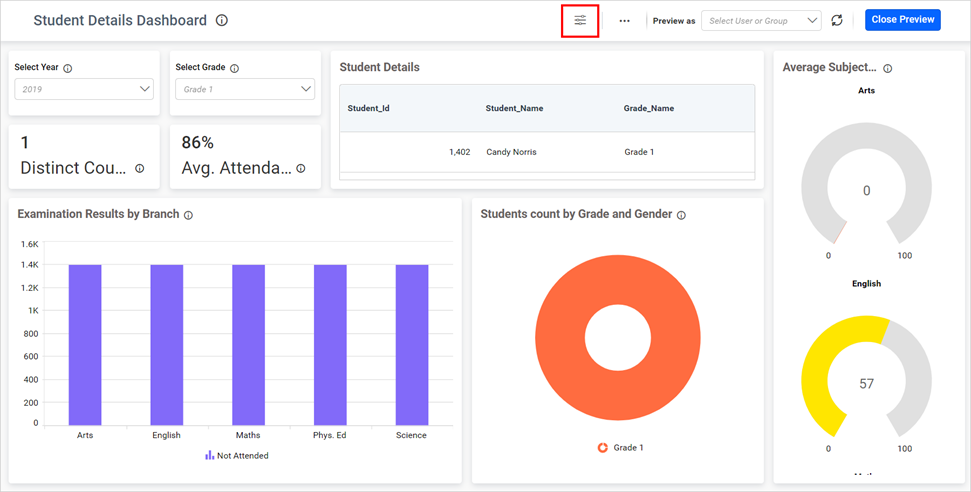 Student Details Dashboard
Preview as
Select User or Group
Close Preview
Select Year
2019
Select Grade
Grade 1
1
Distinct Cou...
86%
Avg. Attenda...
Student Details
Student_Id Student_Name Grade_Name
1,402 Candy Norris Grade 1
Average Subject...
Arts
0
0 100
English
57
0 100
Examination Results by Branch
1.6K
1.4K
1.2K
1K
800
600
400
200
0
Arts English Maths Phys. Ed Science
Not Attended
Students count by Grade and Gender
Grade 1